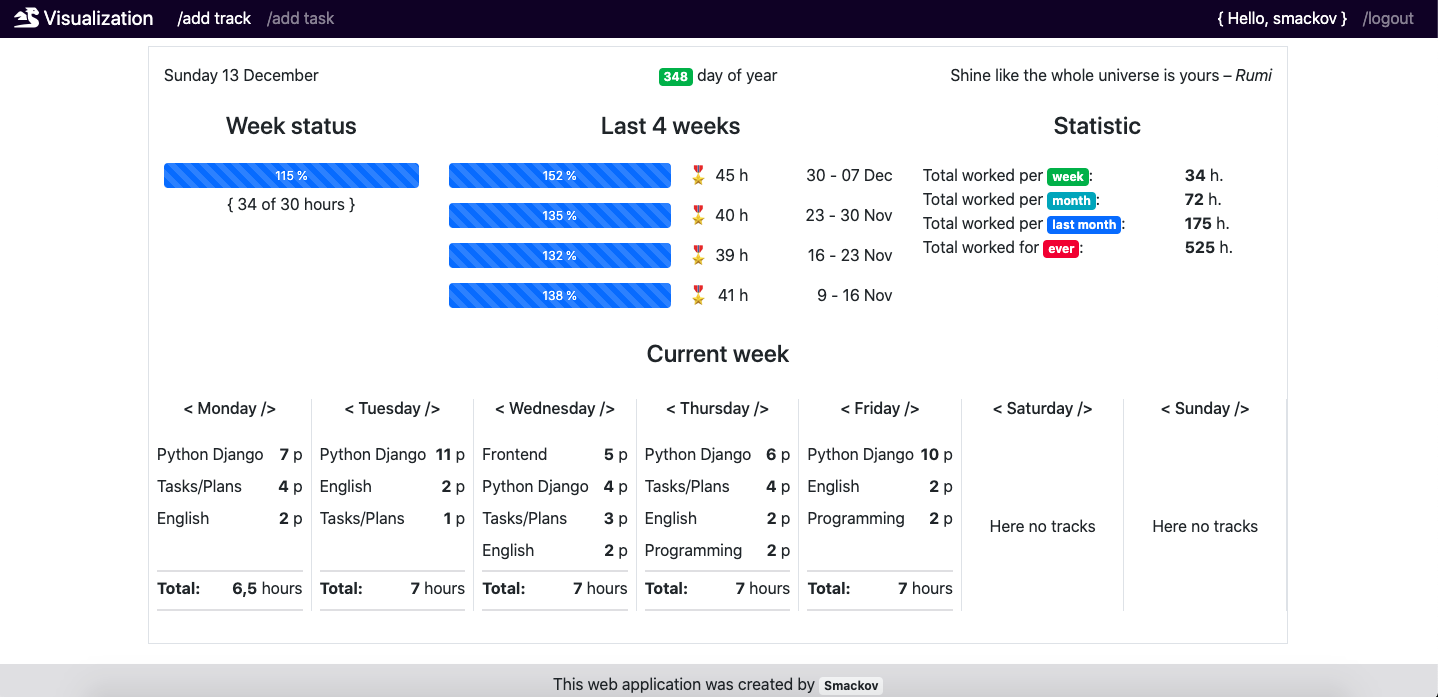 Visualization /add track /add task { Hello, smackov } /logout
Sunday 13 December 348 day of year Shine like the whole universe is yours – Rumi
Week status Last 4 weeks Statistic
115 % 152 % 45 h 30 - 07 Dec Total worked per week: 34 h.
{ 34 of 30 hours } Total worked per month: 72 h.
135 % 40 h 23 - 30 Nov Total worked per last month: 175 h.
132 % 39 h 16 - 23 Nov Total worked for ever: 525 h.
138 % 41 h 9 - 16 Nov
Current week
< Monday /> < Tuesday /> < Wednesday /> < Thursday /> < Friday /> < Saturday /> < Sunday />
Python Django 7 p Python Django 11 p Frontend 5 p Python Django 6 p Python Django 10 p
Tasks/Plans 4 p English 2 p Python Django 4 p Tasks/Plans 4 p English 2 p
English 2 p Tasks/Plans 1 p Tasks/Plans 3 p English 2 p Programming 2 p Here no tracks Here no tracks
English 2 p Programming 2 p
Total: 6,5 hours Total: 7 hours Total: 7 hours Total: 7 hours Total: 7 hours
This web application was created by Smackov